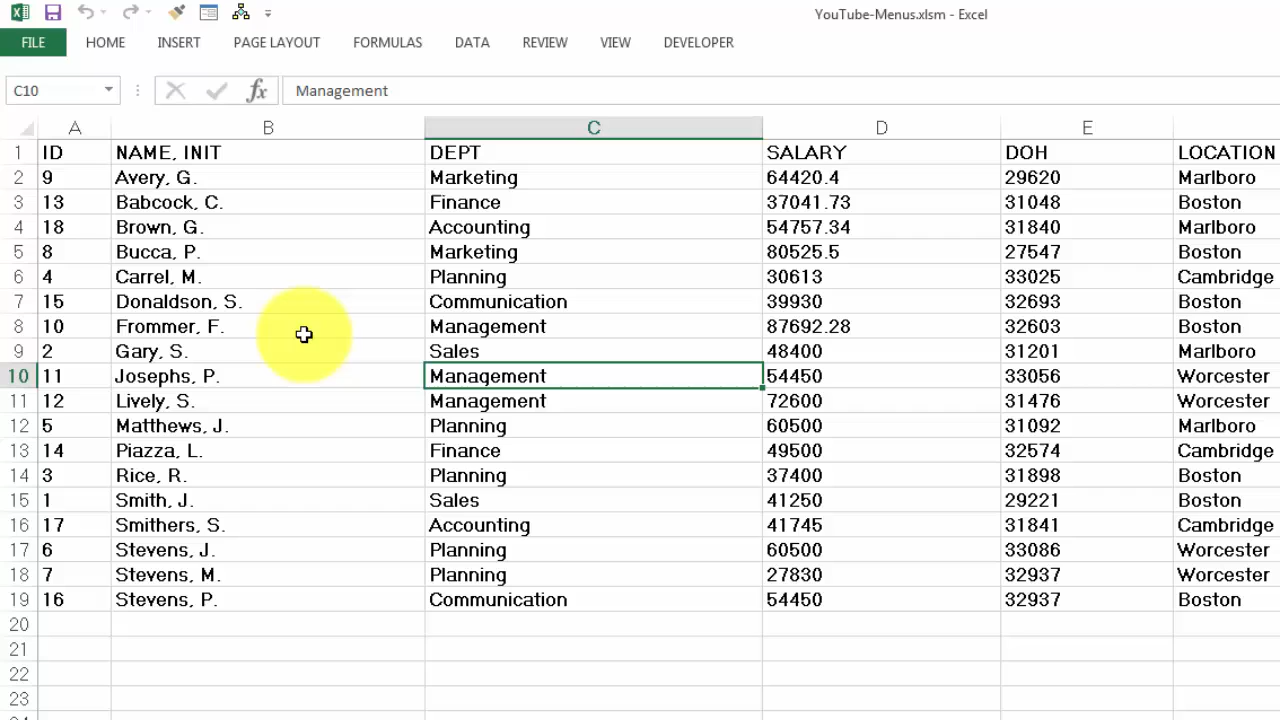 YouTube-Menus.xlsm - Excel
FILE HOME INSERT PAGE LAYOUT FORMULAS DATA REVIEW VIEW DEVELOPER
C10 fx Management
A B C D E
1 ID NAME, INIT DEPT SALARY DOH LOCATION
2 9 Avery, G. Marketing 64420.4 29620 Marlboro
3 13 Babcock, C. Finance 37041.73 31048 Boston
4 18 Brown, G. Accounting 54757.34 31840 Marlboro
5 8 Bucca, P. Marketing 80525.5 27547 Boston
6 4 Carrel, M. Planning 30613 33025 Cambridge
7 15 Donaldson, S. Communication 39930 32693 Boston
8 10 Frommer, F. Management 87692.28 32603 Boston
9 2 Gary, S. Sales 48400 31201 Marlboro
10 11 Josephs, P. Management 54450 33056 Worcester
11 12 Lively, S. Management 72600 31476 Worcester
12 5 Matthews, J. Planning 60500 31092 Marlboro
13 14 Piazza, L. Finance 49500 32574 Cambridge
14 3 Rice, R. Planning 37400 31898 Boston
15 1 Smith, J. Sales 41250 29221 Boston
16 17 Smithers, S. Accounting 41745 31841 Cambridge
17 6 Stevens, J. Planning 60500 33086 Worcester
18 7 Stevens, M. Planning 27830 32937 Worcester
19 16 Stevens, P. Communication 54450 32937 Boston
20
21
22
23